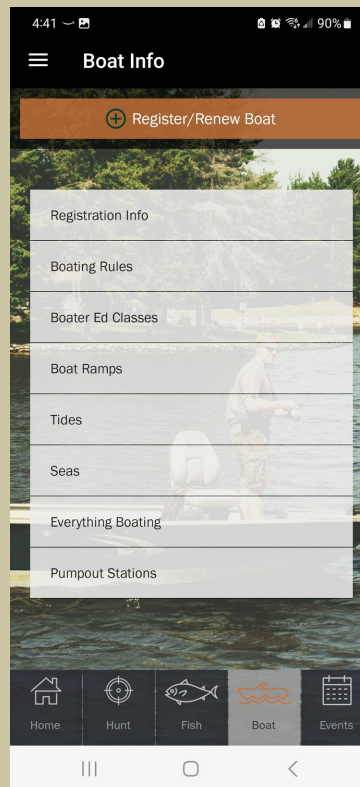 4:41
90%
Boat Info
Register/Renew Boat
Registration Info
Boating Rules
Boater Ed Classes
Boat Ramps
Tides
Seas
Everything Boating
Pumpout Stations
Home Hunt Fish Boat Events